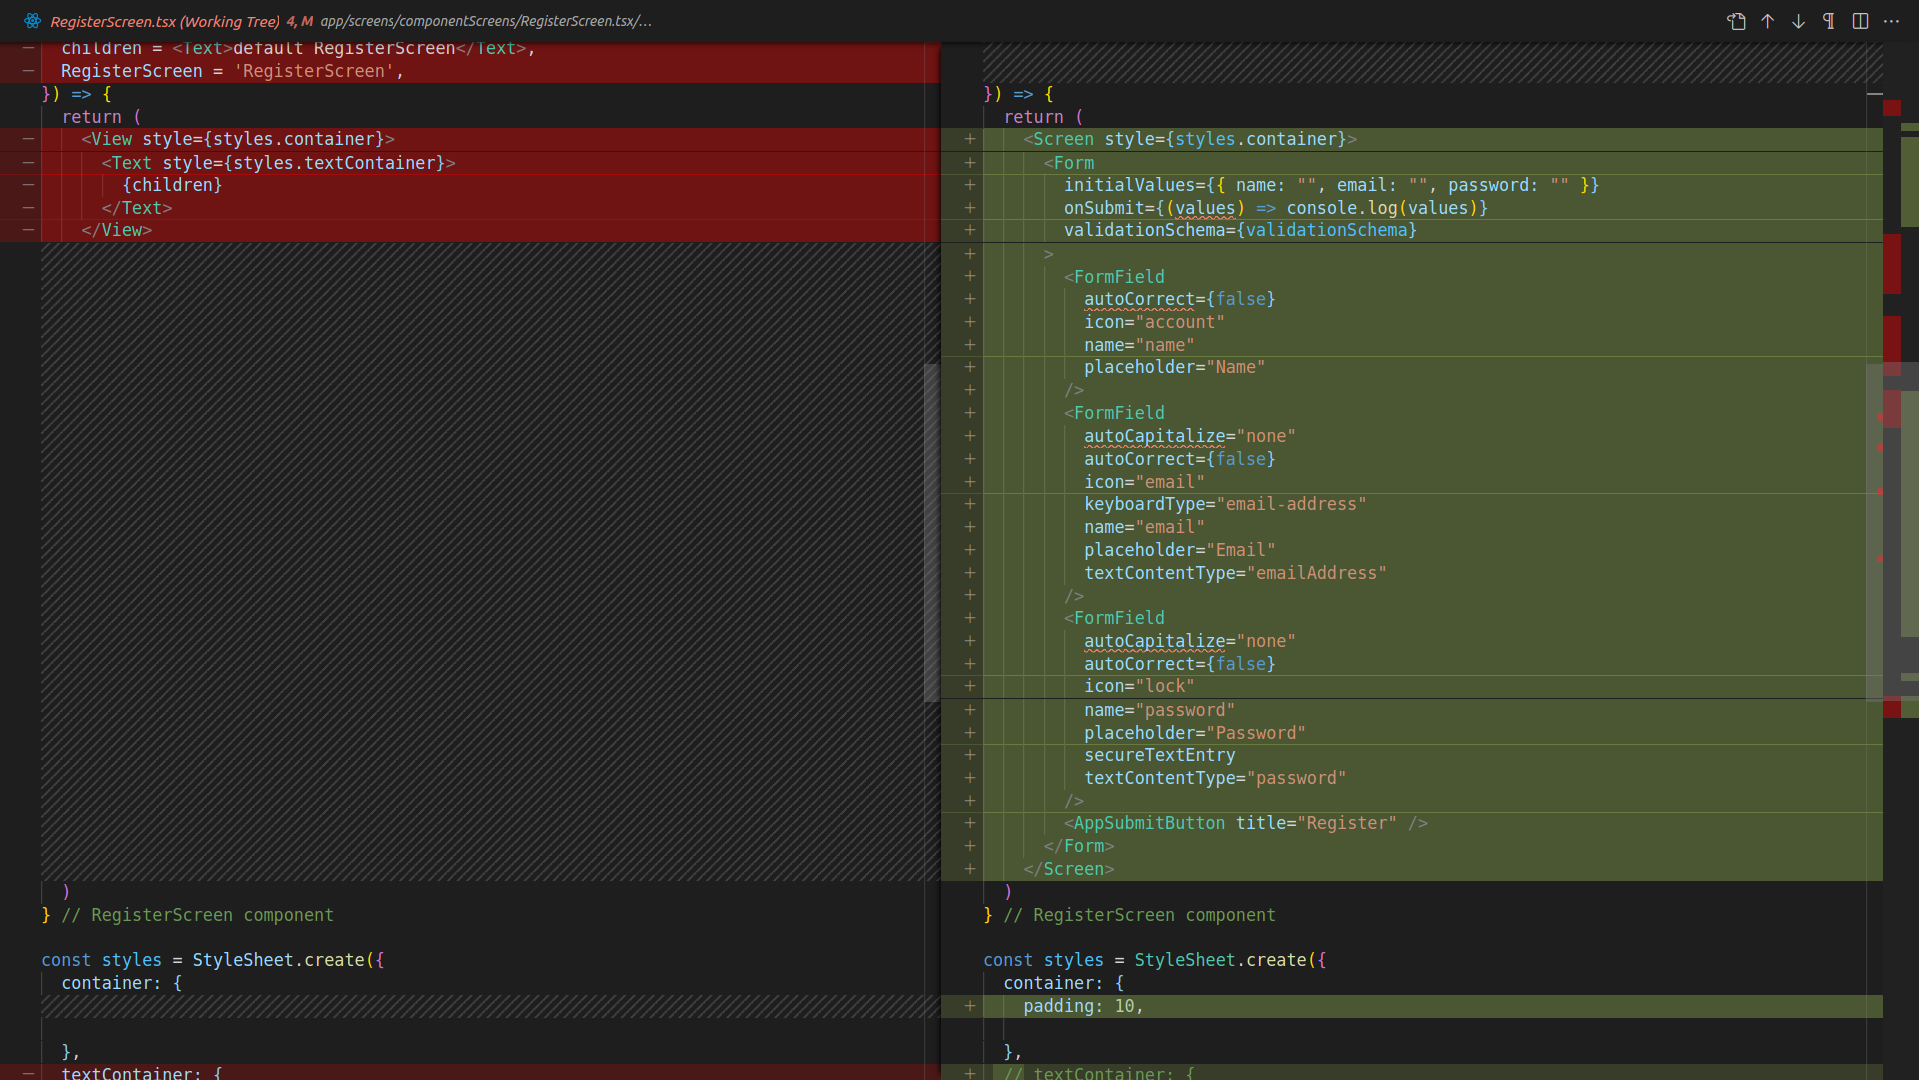 RegisterScreen.tsx (Working Tree) 4, M app/screens/componentScreens/RegisterScreen.tsx/...
children = <Text>default RegisterScreen</Text>,
RegisterScreen = 'RegisterScreen',
}) => {
return (
<View style={styles.container}>
<Text style={styles.textContainer}>
{children}
</Text>
</View>
)
} // RegisterScreen component
const styles = StyleSheet.create({
container: {
},
textContainer: {
}) => {
return (
<Screen style={styles.container}>
<Form
initialValues={{ name: "", email: "", password: "" }}
onSubmit={(values) => console.log(values)}
validationSchema={validationSchema}
>
<FormField
autoCorrect={false}
icon="account"
name="name"
placeholder="Name"
/>
<FormField
autoCapitalize="none"
autoCorrect={false}
icon="email"
keyboardType="email-address"
name="email"
placeholder="Email"
textContentType="emailAddress"
/>
<FormField
autoCapitalize="none"
autoCorrect={false}
icon="lock"
name="password"
placeholder="Password"
secureTextEntry
textContentType="password"
/>
<AppSubmitButton title="Register" />
</Form>
</Screen>
)
} // RegisterScreen component
const styles = StyleSheet.create({
container: {
padding: 10,
},
// textContainer: {